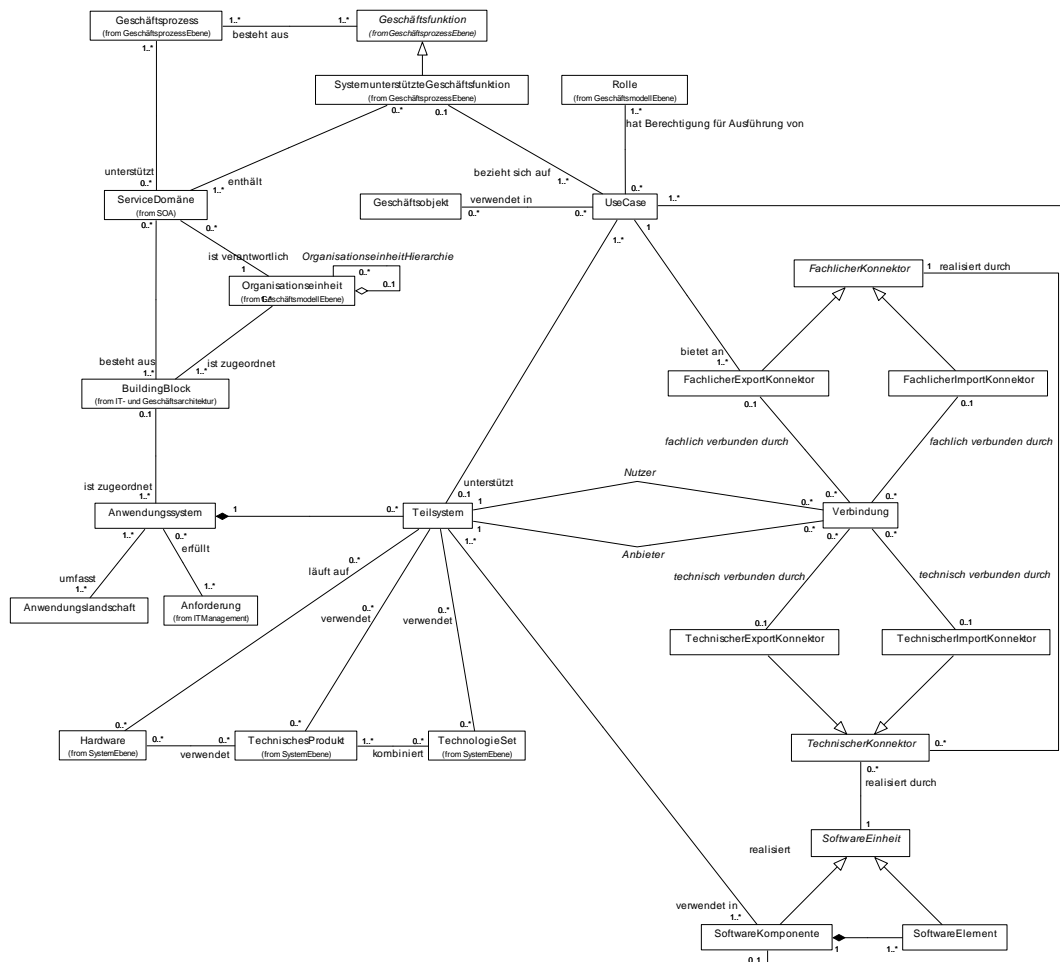 Geschäftsprozess
(from GeschäftsprozessEbene)
1..*
besteht aus
1..*
Geschäftsfunktion
(from GeschäftsprozessEbene)
1..*
SystemunterstützteGeschäftsfunktion
(from GeschäftsprozessEbene)
0..*
0..1
Rolle
(from GeschäftsmodellEbene)
1..*
hat Berechtigung für Ausführung von
unterstützt
0..*
enthält
1..*
bezieht sich auf
1..*
0..*
ServiceDomäne
(from SOA)
0..*
0..*
Geschäftsobjekt
verwendet in
0..*
0..*
UseCase
1..*
1..*
1
ist verantwortlich
1
OrganisationseinheitHierarchie
0..*
0..1
Organisationseinheit
(from GeschäftsmodellEbene)
1..*
FachlicherKonnektor
1
realisiert durch
besteht aus
1..*
ist zugeordnet
1..*
bietet an
1..*
BuildingBlock
(from IT- und Geschäftsarchitektur)
0..1
FachlicherExportKonnektor
0..1
FachlicherImportKonnektor
0..1
fachlich verbunden durch
fachlich verbunden durch
ist zugeordnet
1..*
unterstützt
0..1
Nutzer
0..*
0..*
Anwendungssystem
1
0..*
Teilsystem
1
1
0..*
0..*
Verbindung
1..*
0..*
erfüllt
1..*
Anbieter
0..*
0..*
umfasst
1..*
1..*
0..*
läuft auf
technisch verbunden durch
technisch verbunden durch
Anwendungslandschaft
Anforderung
(from ITManagement)
0..*
verwendet
0..*
verwendet
0..1
0..1
TechnischerExportKonnektor
TechnischerImportKonnektor
0..*
0..*
0..*
Hardware
(from SystemEbene)
0..*
0..*
verwendet
TechnischesProdukt
(from SystemEbene)
1..*
0..*
kombiniert
TechnologieSet
(from SystemEbene)
TechnischerKonnektor
0..*
0..*
realisiert durch
1
SoftwareEinheit
realisiert
verwendet in
1..*
SoftwareKomponente
1
1..*
SoftwareElement
0..1